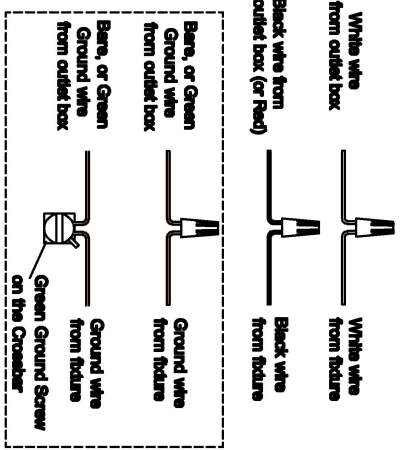 White wire
from outlet box
White wire
from fixture
Black wire from
outlet box (or Red)
Black wire
from fixture
Bare, or Green
Ground wire
from outlet box
Ground wire
from fixture
Bare, or Green
Ground wire
from outlet box
Ground wire
from fixture
Green Ground Screw
on the Crossbar